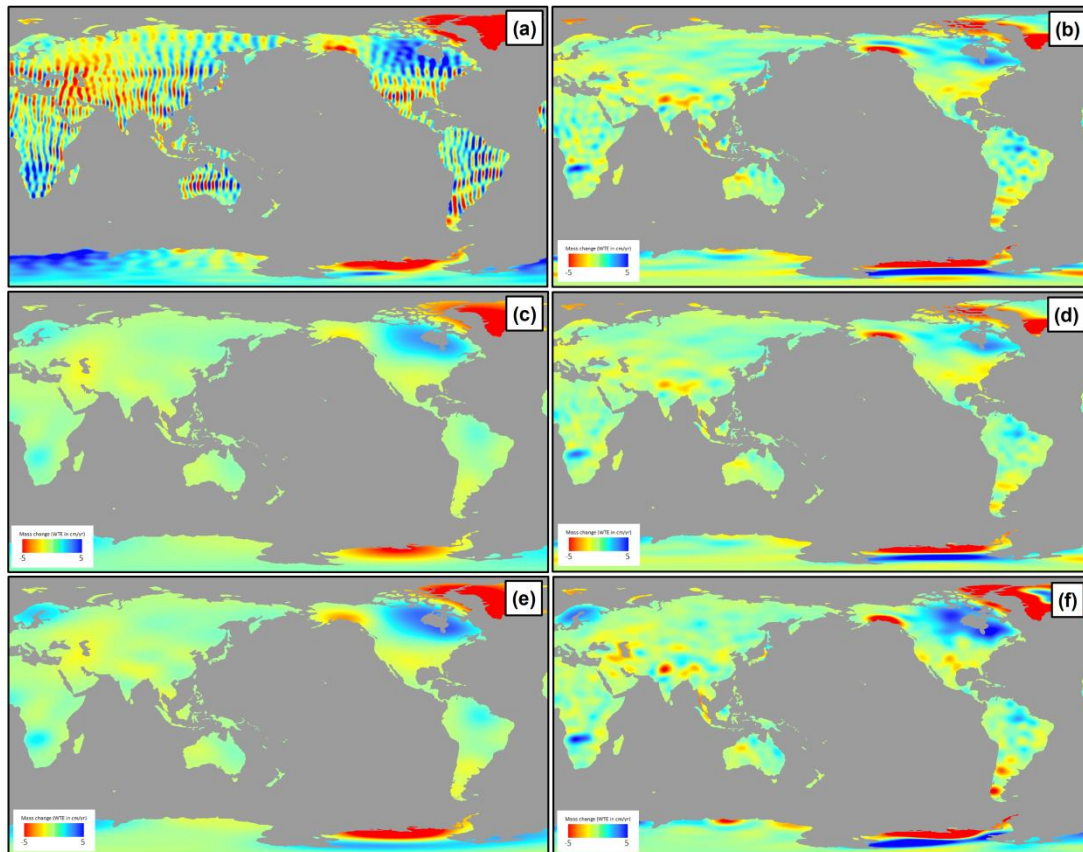 (a)
(b)
Mass change (WTE in cm/yr)
-5 5
(c)
Mass change (WTE in cm/yr)
-5 5
(d)
Mass change (WTE in cm/yr)
-5 5
(e)
Mass change (WTE in cm/yr)
-5 5
(f)
Mass change (WTE in cm/yr)
-5 5